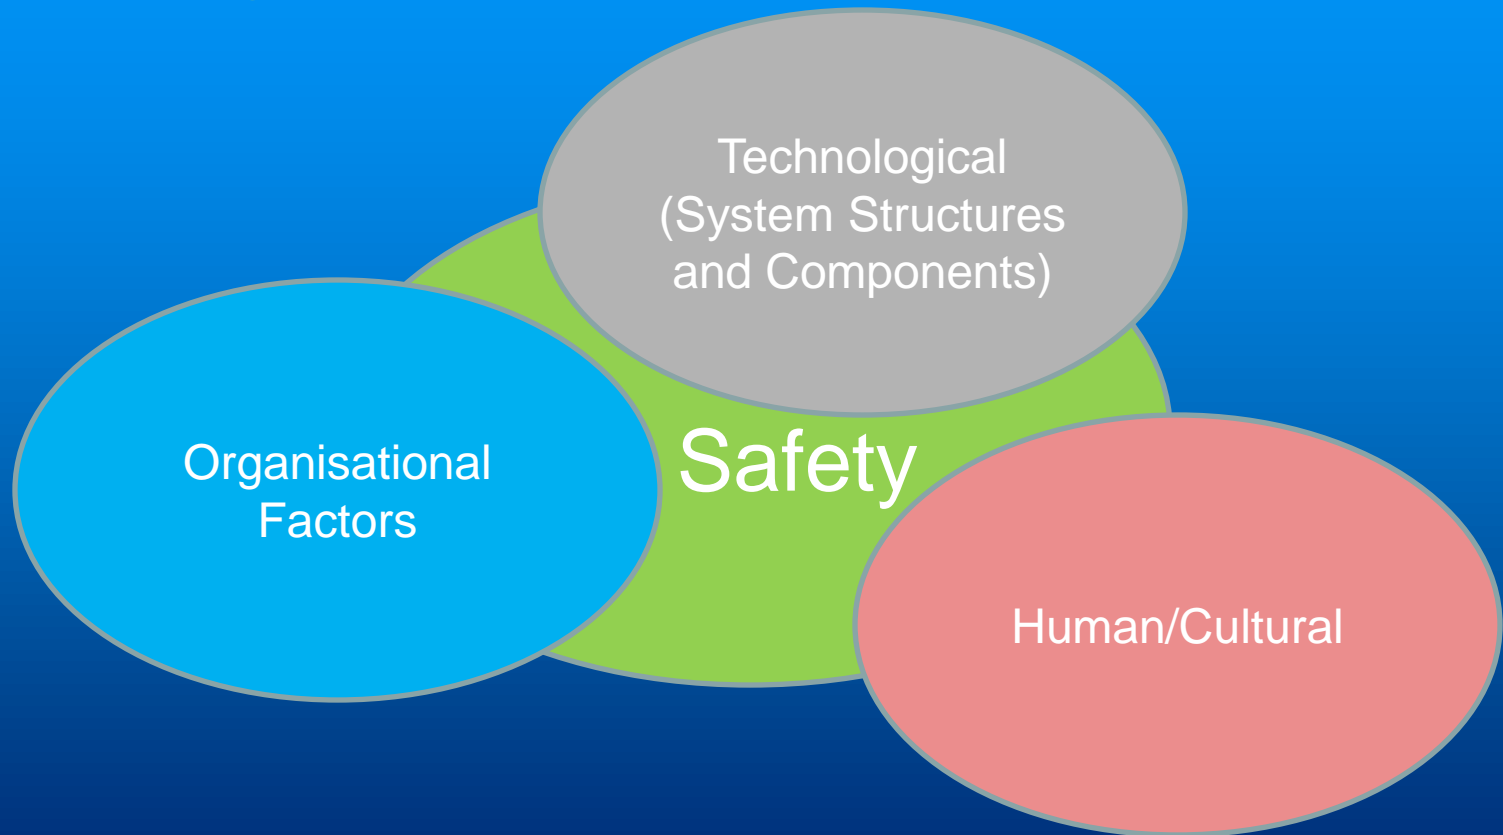 Technological
(System Structures
and Components)
Organisational
Factors
Safety
Human/Cultural